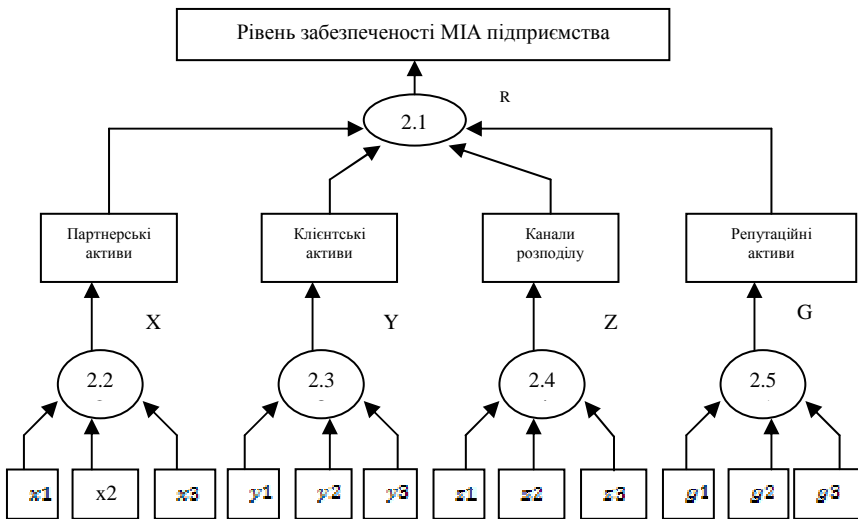 Рівень забезпеченості МІА підприємства
R
2.1
Партнерські
активи
Клієнтські
активи
Канали
розподілу
Репутаційні
активи
X
Y
Z
G
2.2
2.3
2.4
2.5
x1
x2
x3
y1
y2
y3
z1
z2
z3
g1
g2
g3